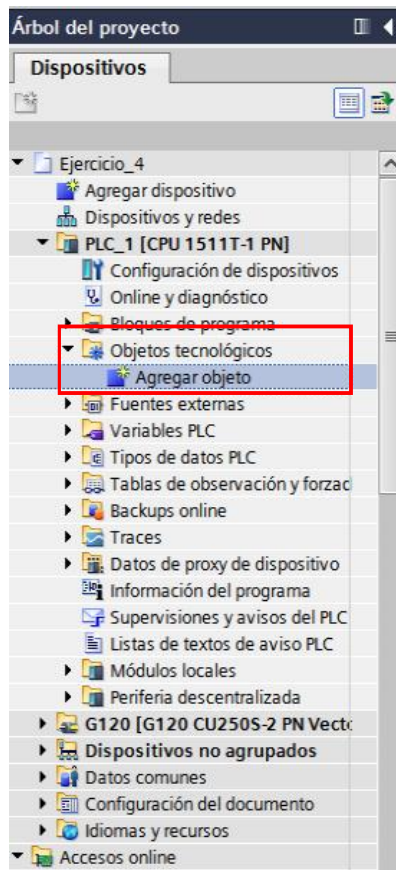 Árbol del proyecto
Dispositivos
Ejercicio_4
Agregar dispositivo
Dispositivos y redes
PLC_1 [CPU 1511T-1 PN]
Configuración de dispositivos
Online y diagnóstico
Bloques de programa
Objetos tecnológicos
Agregar objeto
Fuentes externas
Variables PLC
Tipos de datos PLC
Tablas de observación y forzad
Backups online
Traces
Datos de proxy de dispositivo
Información del programa
Supervisiones y avisos del PLC
Listas de textos de aviso PLC
Módulos locales
Periferia descentralizada
G120 [G120 CU250S-2 PN Vect
Dispositivos no agrupados
Datos comunes
Configuración del documento
Idiomas y recursos
Accesos online